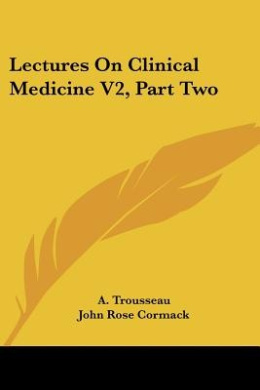 Lectures On Clinical
Medicine V2, Part Two
A. Trousseau
John Rose Cormack